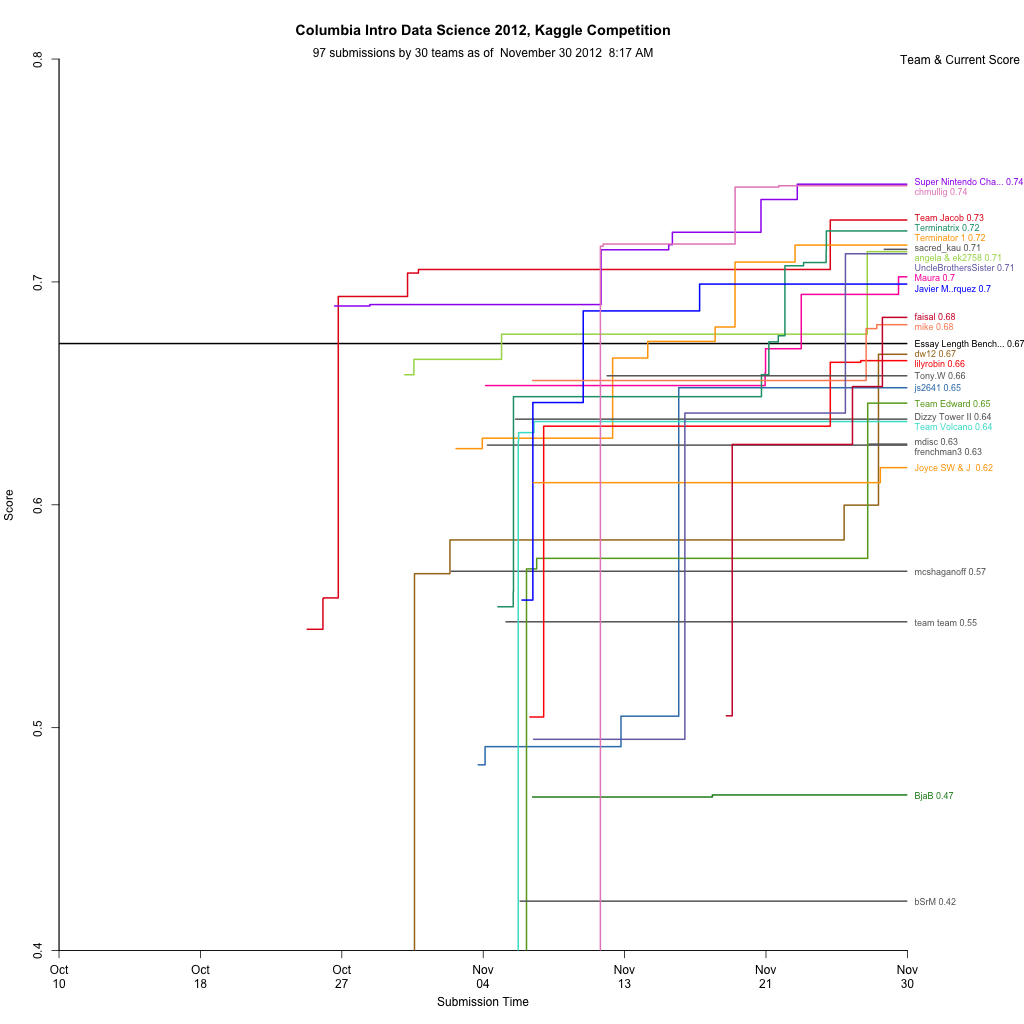 Columbia Intro Data Science 2012, Kaggle Competition
97 submissions by 30 teams as of November 30 2012 8:17 AM
Team & Current Score
0.8
0.7
0.6
0.5
0.4
Score
Super Nintendo Cha... 0.74
chmullig 0.74
Team Jacob 0.73
Terminatrix 0.72
Terminator 1 0.72
sacred_kau 0.71
angela & ek2758 0.71
UncleBrothersSister 0.71
Maura 0.7
Javier M..rquez 0.7
faisal 0.68
mike 0.68
Essay Length Bench... 0.67
dw12 0.67
lilyrobin 0.66
Tony.W 0.66
js2641 0.65
Team Edward 0.65
Dizzy Tower II 0.64
Team Volcano 0.64
mdisc 0.63
frenchman3 0.63
Joyce SW & J 0.62
mcshaganoff 0.57
team team 0.55
BjaB 0.47
bSrM 0.42
Oct 10
Oct 18
Oct 27
Nov 04
Nov 13
Nov 21
Nov 30
Submission Time